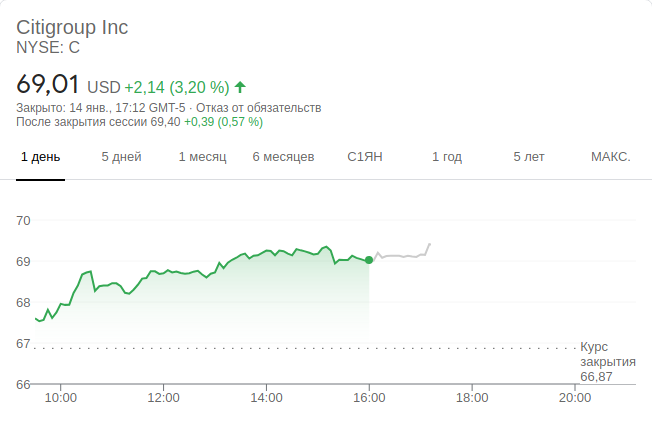 Citigroup Inc
NYSE: C
69,01 USD +2,14 (3,20 %)
Закрыто: 14 янв., 17:12 GMT-5 · Отказ от обязательств
После закрытия сессии 69,40 +0,39 (0,57 %)
1 день 5 дней 1 месяц 6 месяцев С1ЯН 1 год 5 лет МАКС.
70
69
68
67
Курс
закрытия
66,87
66
10:00 12:00 14:00 16:00 18:00 20:00